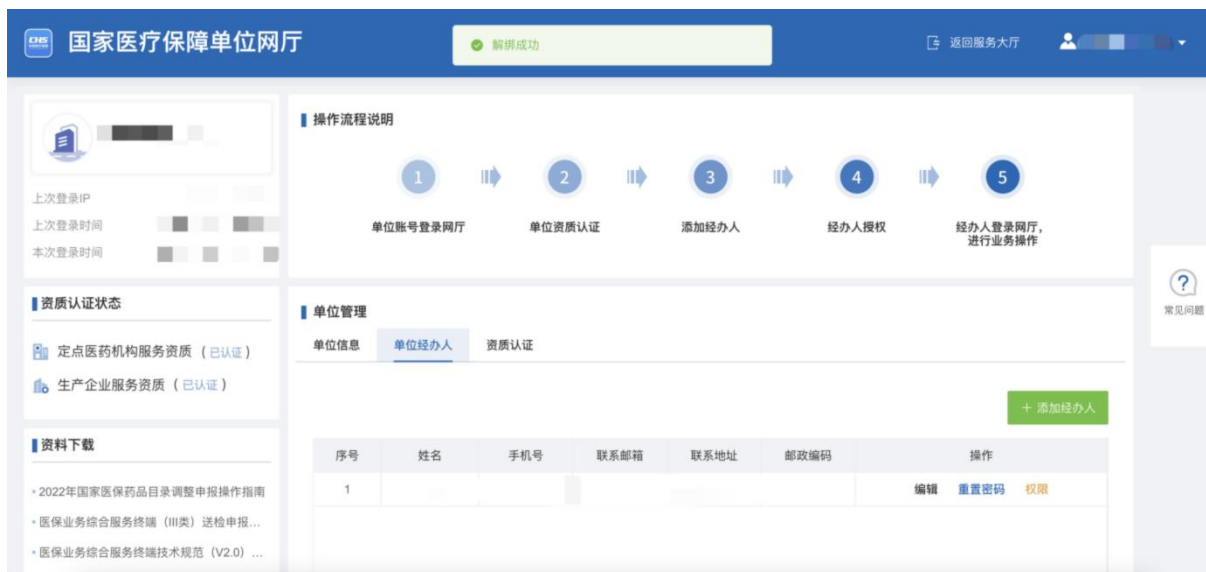 CHS 国家医疗保障单位网厅
解绑成功
返回服务大厅
上次登录IP
上次登录时间
本次登录时间
资质认证状态
定点医药机构服务资质（已认证）
生产企业服务资质（已认证）
资料下载
2022年国家医保药品目录调整申报操作指南
医保业务综合服务终端（III类）送检申报...
医保业务综合服务终端技术规范（V2.0）...
操作流程说明
1 2 3 4 5
单位账号登录网厅 单位资质认证 添加经办人 经办人授权 经办人登录网厅，
进行业务操作
单位管理
单位信息 单位经办人 资质认证
+ 添加经办人
序号 姓名 手机号 联系邮箱 联系地址 邮政编码 操作
1 编辑 重置密码 权限
?
常见问题